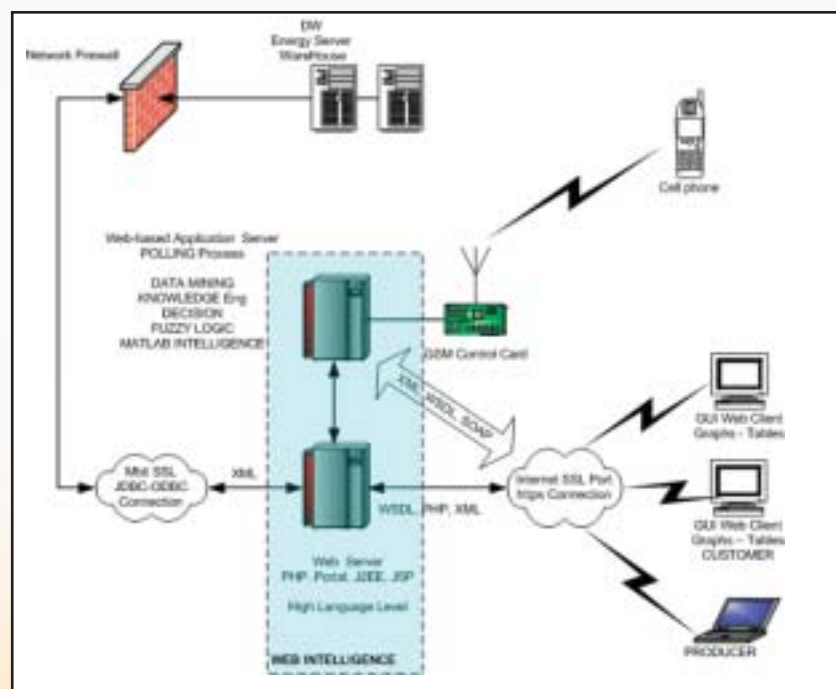 DW
Energy Server
WareHouse
Network Firewall
Cell phone
Web-based Application Server
POLLING Process
DATA MINING
KNOWLEDGE Eng
DECISION
FUZZY LOGIC
MATLAB INTELLIGENCE
GSM Control Card
XML, WSDL, SOAP
GUI Web Client
Graphs - Tables
SSL
JDBC-ODBC
Connection
XML
WSDL, PHP, XML
Internet SSL Port
https Connection
GUI Web Client
Graphs – Tables
CUSTOMER
Web Server
PHP, Portal, J2EE, JSP
High Language Level
WEB INTELLIGENCE
PRODUCER